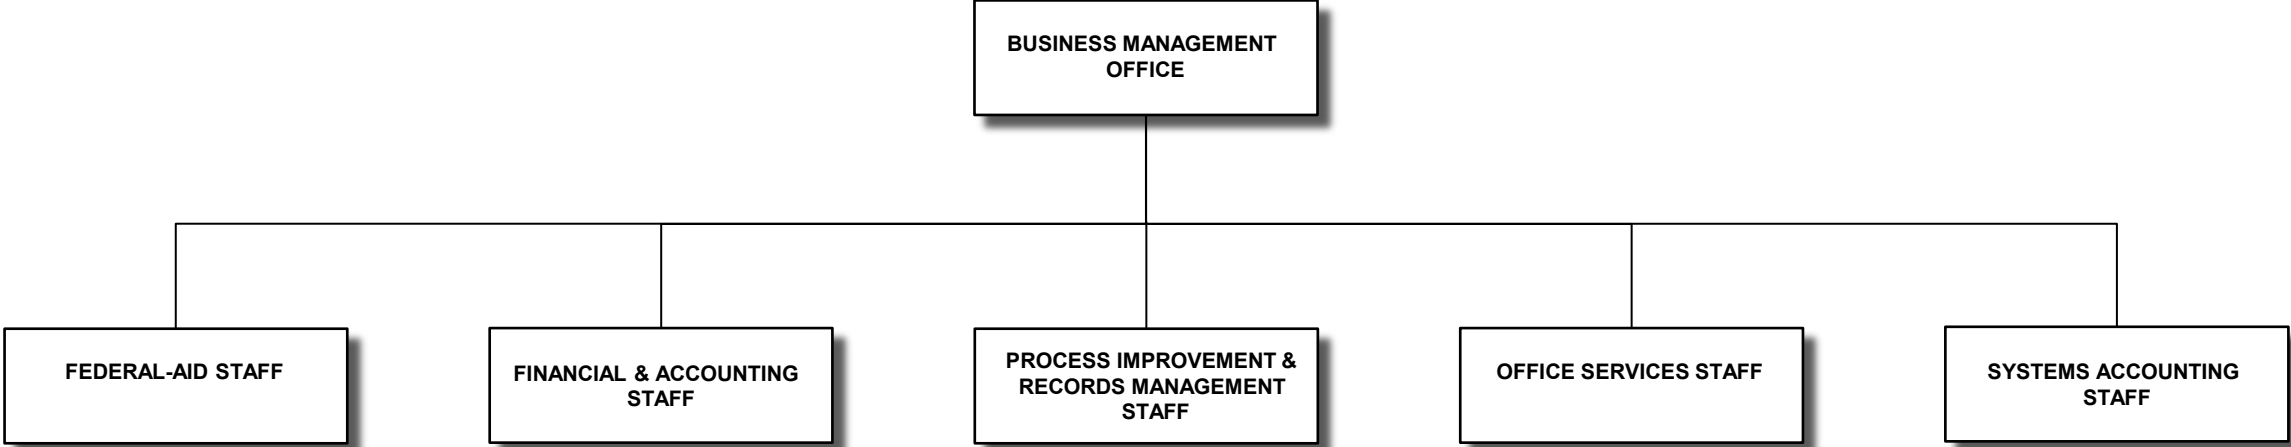 BUSINESS MANAGEMENT
OFFICE
FEDERAL-AID STAFF
FINANCIAL & ACCOUNTING
STAFF
PROCESS IMPROVEMENT &
RECORDS MANAGEMENT
STAFF
OFFICE SERVICES STAFF
SYSTEMS ACCOUNTING
STAFF